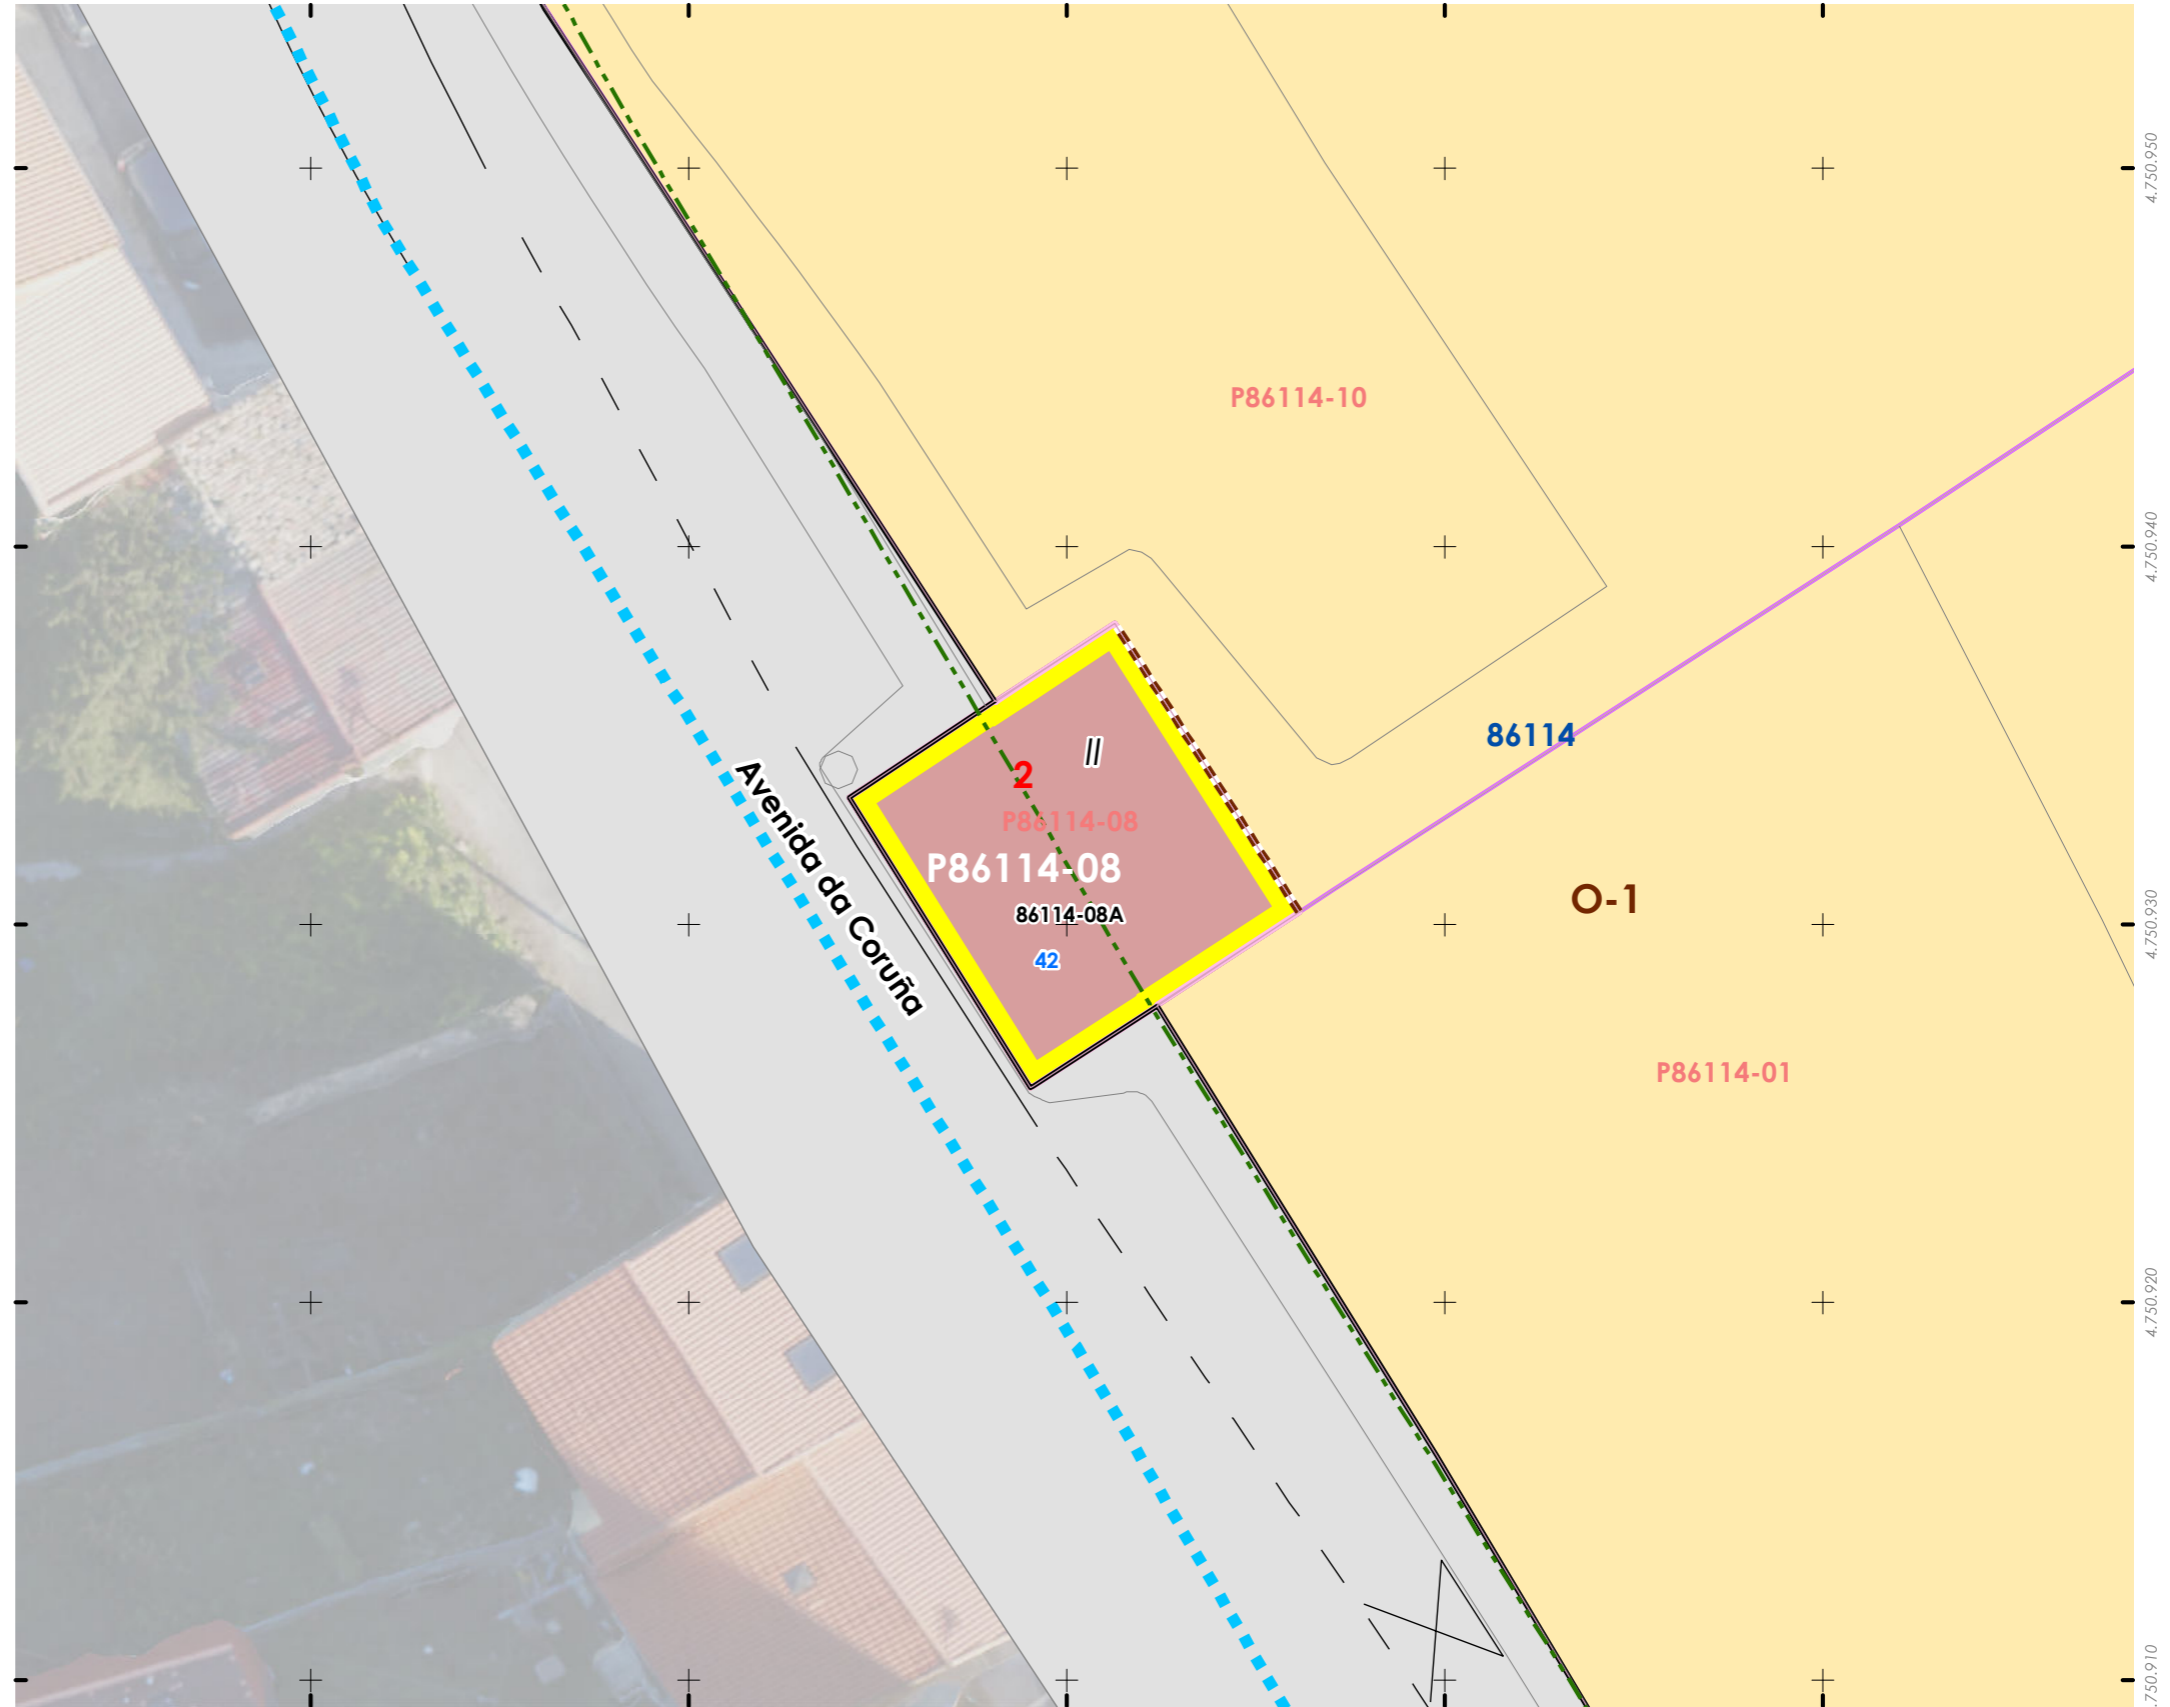 4.750.950
P86114-10
4.750.940
86114
II
2
P86114-08
P86114-08
86114-08A
42
Avenida da Coruña
O-1
4.750.930
P86114-01
4.750.920
.750.910